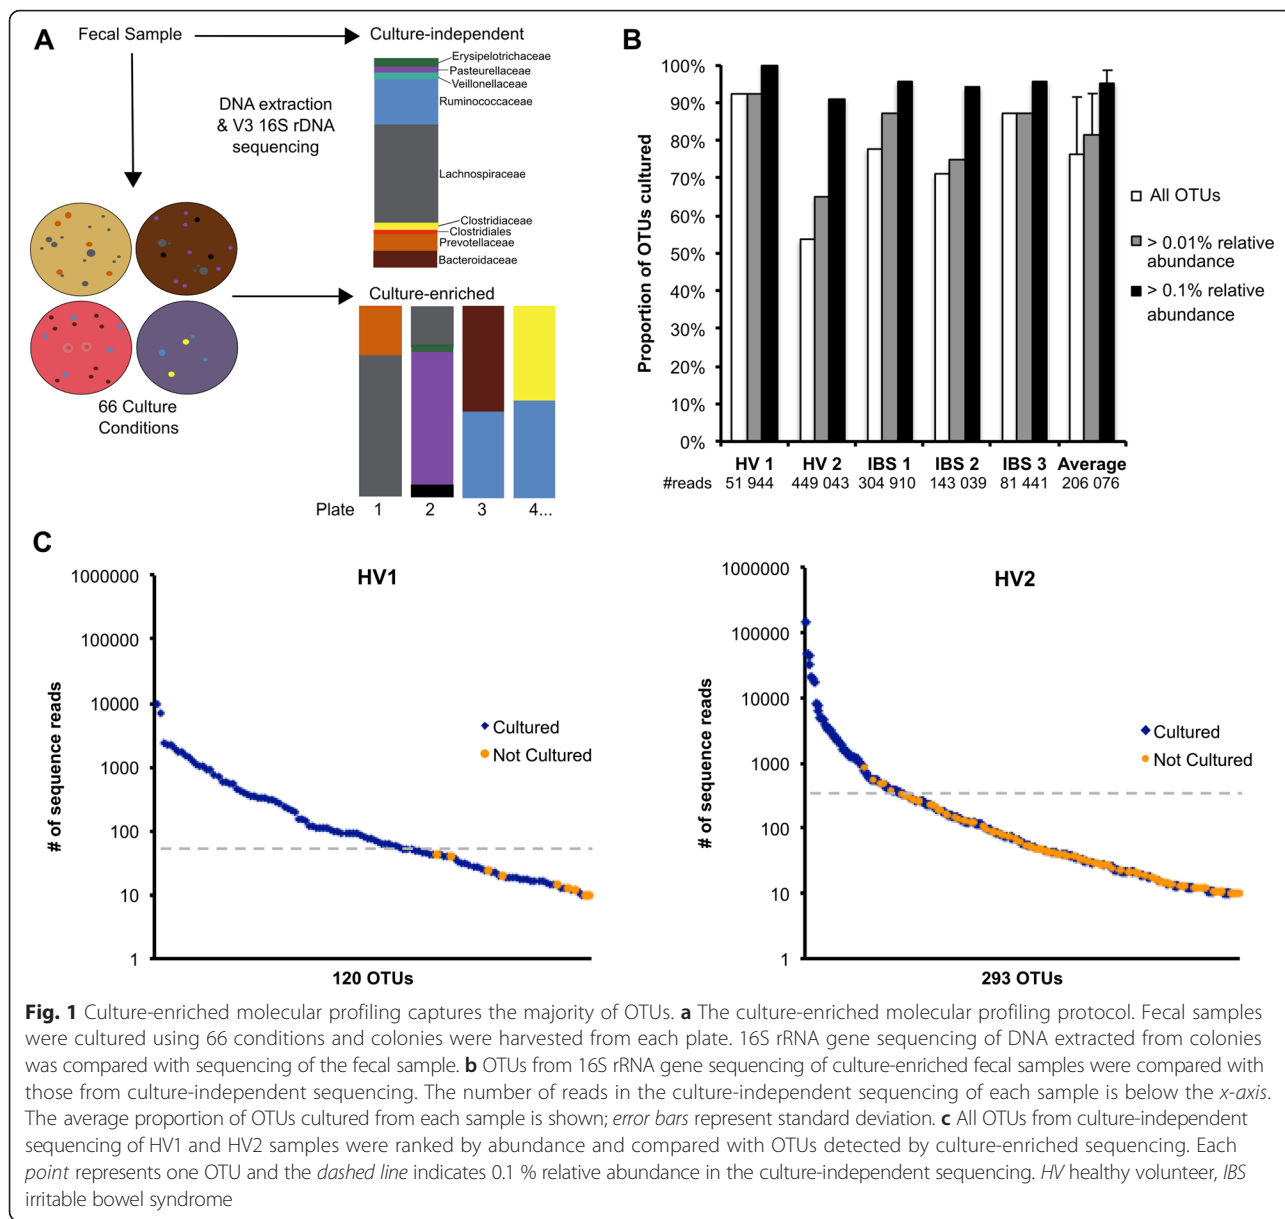 A
Fecal Sample
Culture-independent
DNA extraction
& V3 16S rDNA
sequencing
Erysipelotrichaceae
Pasteurellaceae
Veillonellaceae
Ruminococcaceae
Lachnospiraceae
Clostridiaceae
Clostridiales
Prevotellaceae
Bacteroidaceae
66 Culture
Conditions
Culture-enriched
Plate 1 2 3 4...
B
Proportion of OTUs cultured
100%
90%
80%
70%
60%
50%
40%
30%
20%
10%
0%
All OTUs
> 0.01% relative
abundance
> 0.1% relative
abundance
HV 1 HV 2 IBS 1 IBS 2 IBS 3 Average
#reads 51 944 449 043 304 910 143 039 81 441 206 076
C
HV1
# of sequence reads
1000000
100000
10000
1000
100
10
1
Cultured
Not Cultured
120 OTUs
HV2
# of sequence reads
1000000
100000
10000
1000
100
10
1
Cultured
Not Cultured
293 OTUs
Fig. 1 Culture-enriched molecular profiling captures the majority of OTUs. a The culture-enriched molecular profiling protocol. Fecal samples
were cultured using 66 conditions and colonies were harvested from each plate. 16S rRNA gene sequencing of DNA extracted from colonies
was compared with sequencing of the fecal sample. b OTUs from 16S rRNA gene sequencing of culture-enriched fecal samples were compared with
those from culture-independent sequencing. The number of reads in the culture-independent sequencing of each sample is below the x-axis.
The average proportion of OTUs cultured from each sample is shown; error bars represent standard deviation. c All OTUs from culture-independent
sequencing of HV1 and HV2 samples were ranked by abundance and compared with OTUs detected by culture-enriched sequencing. Each
point represents one OTU and the dashed line indicates 0.1 % relative abundance in the culture-independent sequencing. HV healthy volunteer, IBS
irritable bowel syndrome